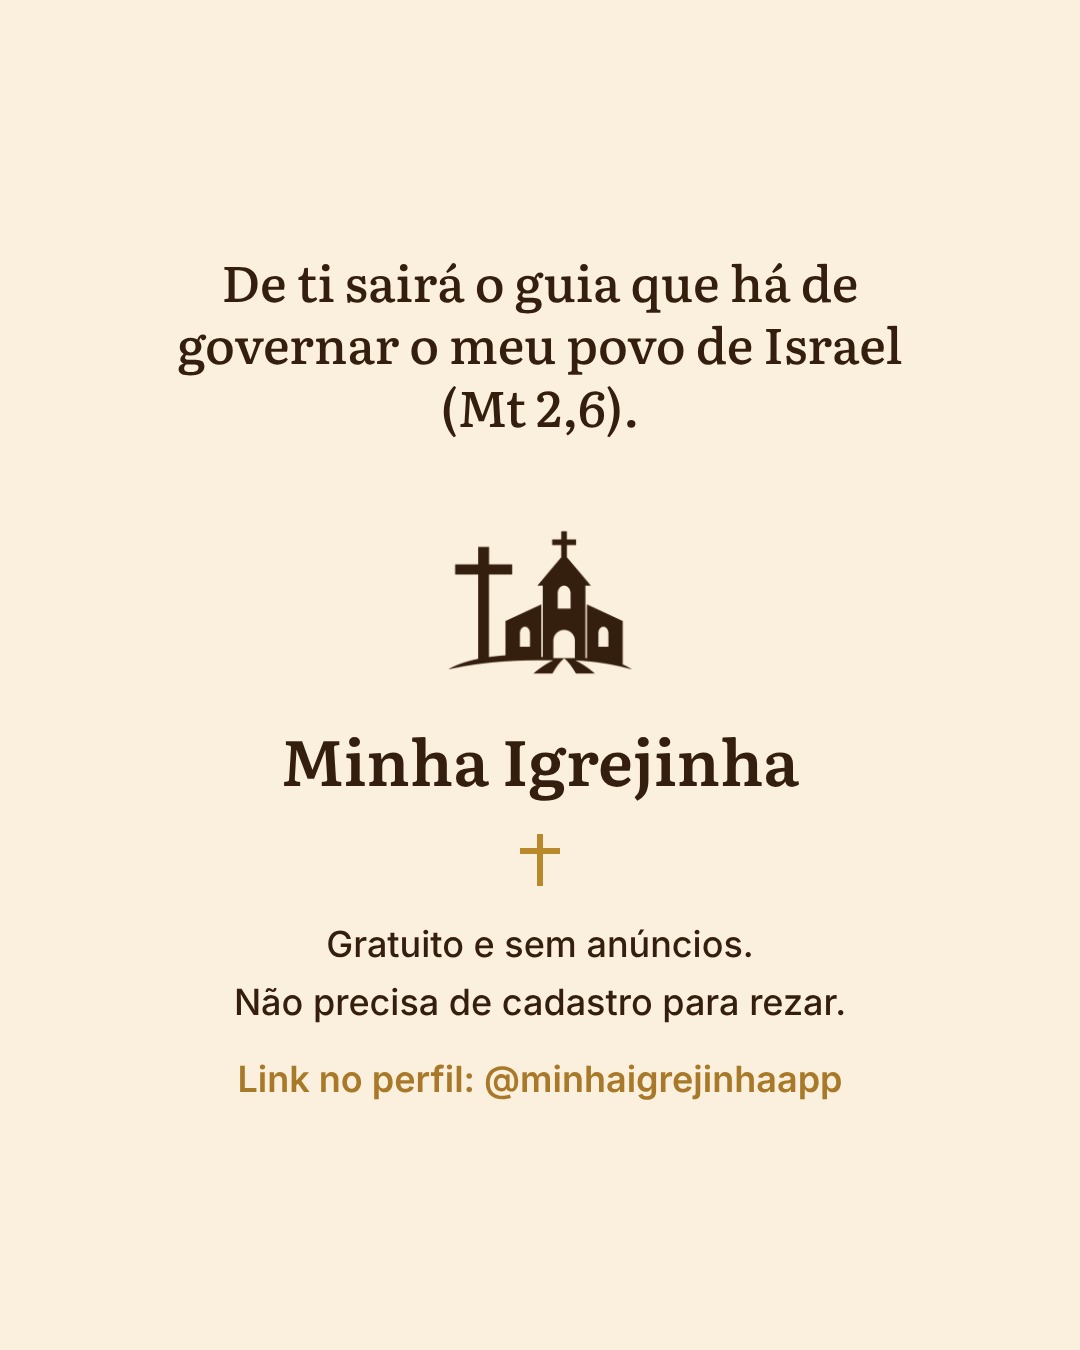 De ti sairá o guia que há de
governar o meu povo de Israel
(Mt 2,6).
Minha Igrejinha
Gratuito e sem anúncios.
Não precisa de cadastro para rezar.
Link no perfil: @minhaigrejinhaapp